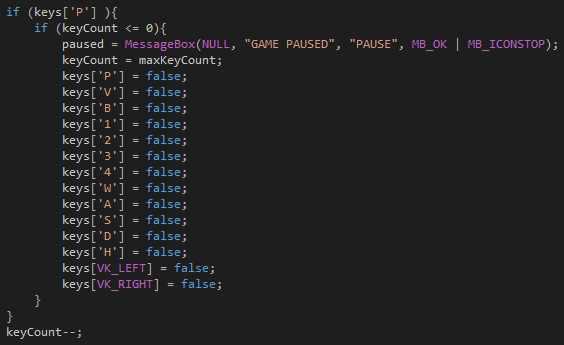 if (keys['P'] ){
    if (keyCount <= 0){
        paused = MessageBox(NULL, "GAME PAUSED", "PAUSE", MB_OK | MB_ICONSTOP);
        keyCount = maxKeyCount;
        keys['P'] = false;
        keys['V'] = false;
        keys['B'] = false;
        keys['1'] = false;
        keys['2'] = false;
        keys['3'] = false;
        keys['4'] = false;
        keys['W'] = false;
        keys['A'] = false;
        keys['S'] = false;
        keys['D'] = false;
        keys['H'] = false;
        keys[VK_LEFT] = false;
        keys[VK_RIGHT] = false;
    }
}
keyCount--;